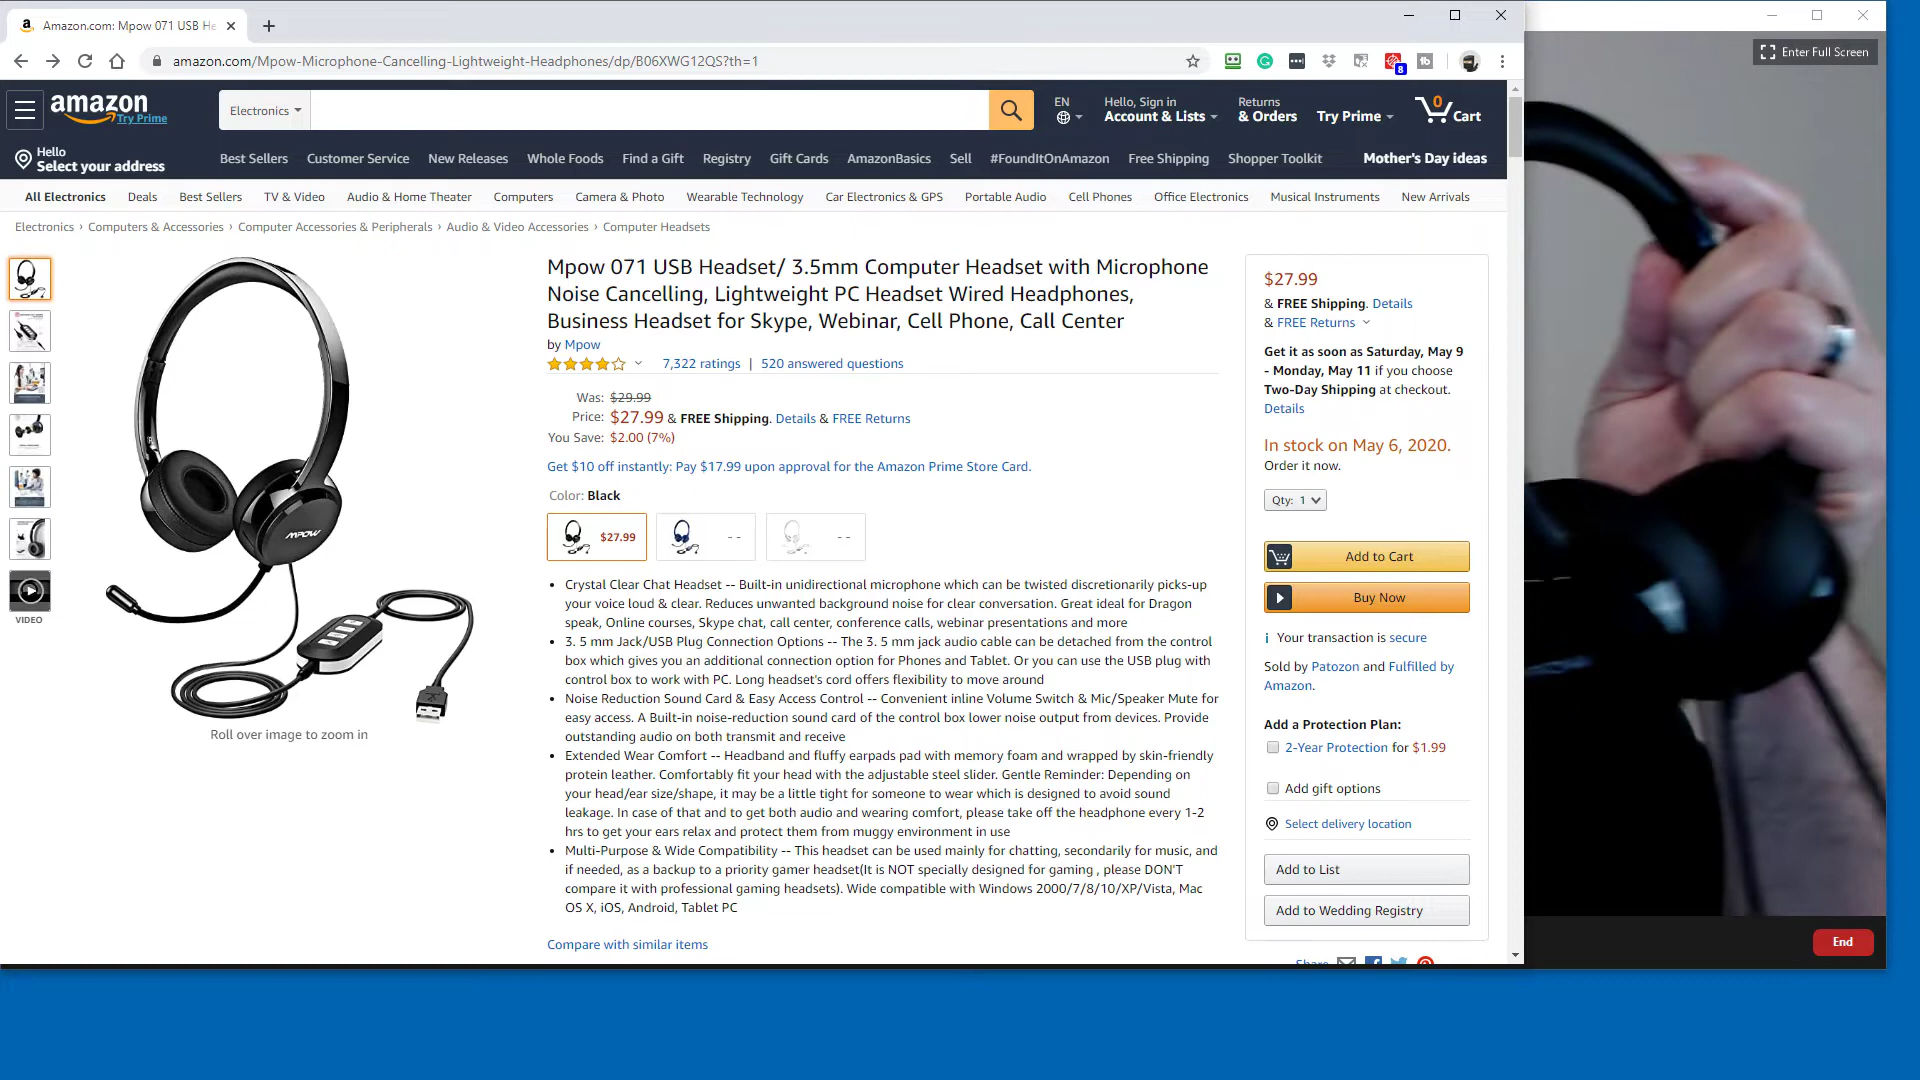 Amazon.com: Mpow 071 USB He
amazon.com/Mpow-Microphone-Cancelling-Lightweight-Headphones/dp/B06XWG12QS?th=1
8
Enter Full Screen
amazon
Try Prime
Electronics
EN
Hello, Sign in
Account & Lists
Returns
& Orders
Try Prime
0
Cart
Hello
Select your address
Best Sellers
Customer Service
New Releases
Whole Foods
Find a Gift
Registry
Gift Cards
AmazonBasics
Sell
#FoundItOnAmazon
Free Shipping
Shopper Toolkit
Mother's Day ideas
All Electronics
Deals
Best Sellers
TV & Video
Audio & Home Theater
Computers
Camera & Photo
Wearable Technology
Car Electronics & GPS
Portable Audio
Cell Phones
Office Electronics
Musical Instruments
New Arrivals
Electronics › Computers & Accessories › Computer Accessories & Peripherals › Audio & Video Accessories › Computer Headsets
VIDEO
MPOW
Roll over image to zoom in
Mpow 071 USB Headset/ 3.5mm Computer Headset with Microphone
Noise Cancelling, Lightweight PC Headset Wired Headphones,
Business Headset for Skype, Webinar, Cell Phone, Call Center
by Mpow
7,322 ratings | 520 answered questions
Was: $29.99
Price: $27.99 & FREE Shipping. Details & FREE Returns
You Save: $2.00 (7%)
Get $10 off instantly: Pay $17.99 upon approval for the Amazon Prime Store Card.
Color: Black
$27.99
- -
- -
• Crystal Clear Chat Headset -- Built-in unidirectional microphone which can be twisted discretionarily picks-up
your voice loud & clear. Reduces unwanted background noise for clear conversation. Great ideal for Dragon
speak, Online courses, Skype chat, call center, conference calls, webinar presentations and more
• 3. 5 mm Jack/USB Plug Connection Options -- The 3. 5 mm jack audio cable can be detached from the control
box which gives you an additional connection option for Phones and Tablet. Or you can use the USB plug with
control box to work with PC. Long headset's cord offers flexibility to move around
• Noise Reduction Sound Card & Easy Access Control -- Convenient inline Volume Switch & Mic/Speaker Mute for
easy access. A Built-in noise-reduction sound card of the control box lower noise output from devices. Provide
outstanding audio on both transmit and receive
• Extended Wear Comfort -- Headband and fluffy earpads pad with memory foam and wrapped by skin-friendly
protein leather. Comfortably fit your head with the adjustable steel slider. Gentle Reminder: Depending on
your head/ear size/shape, it may be a little tight for someone to wear which is designed to avoid sound
leakage. In case of that and to get both audio and wearing comfort, please take off the headphone every 1-2
hrs to get your ears relax and protect them from muggy environment in use
• Multi-Purpose & Wide Compatibility -- This headset can be used mainly for chatting, secondarily for music, and
if needed, as a backup to a priority gamer headset(It is NOT specially designed for gaming , please DON'T
compare it with professional gaming headsets). Wide compatible with Windows 2000/7/8/10/XP/Vista, Mac
OS X, iOS, Android, Tablet PC
Compare with similar items
$27.99
& FREE Shipping. Details
& FREE Returns
Get it as soon as Saturday, May 9
- Monday, May 11 if you choose
Two-Day Shipping at checkout.
Details
In stock on May 6, 2020.
Order it now.
Qty: 1
Add to Cart
Buy Now
Your transaction is secure
Sold by Patozon and Fulfilled by
Amazon.
Add a Protection Plan:
2-Year Protection for $1.99
Add gift options
Select delivery location
Add to List
Add to Wedding Registry
Share
End